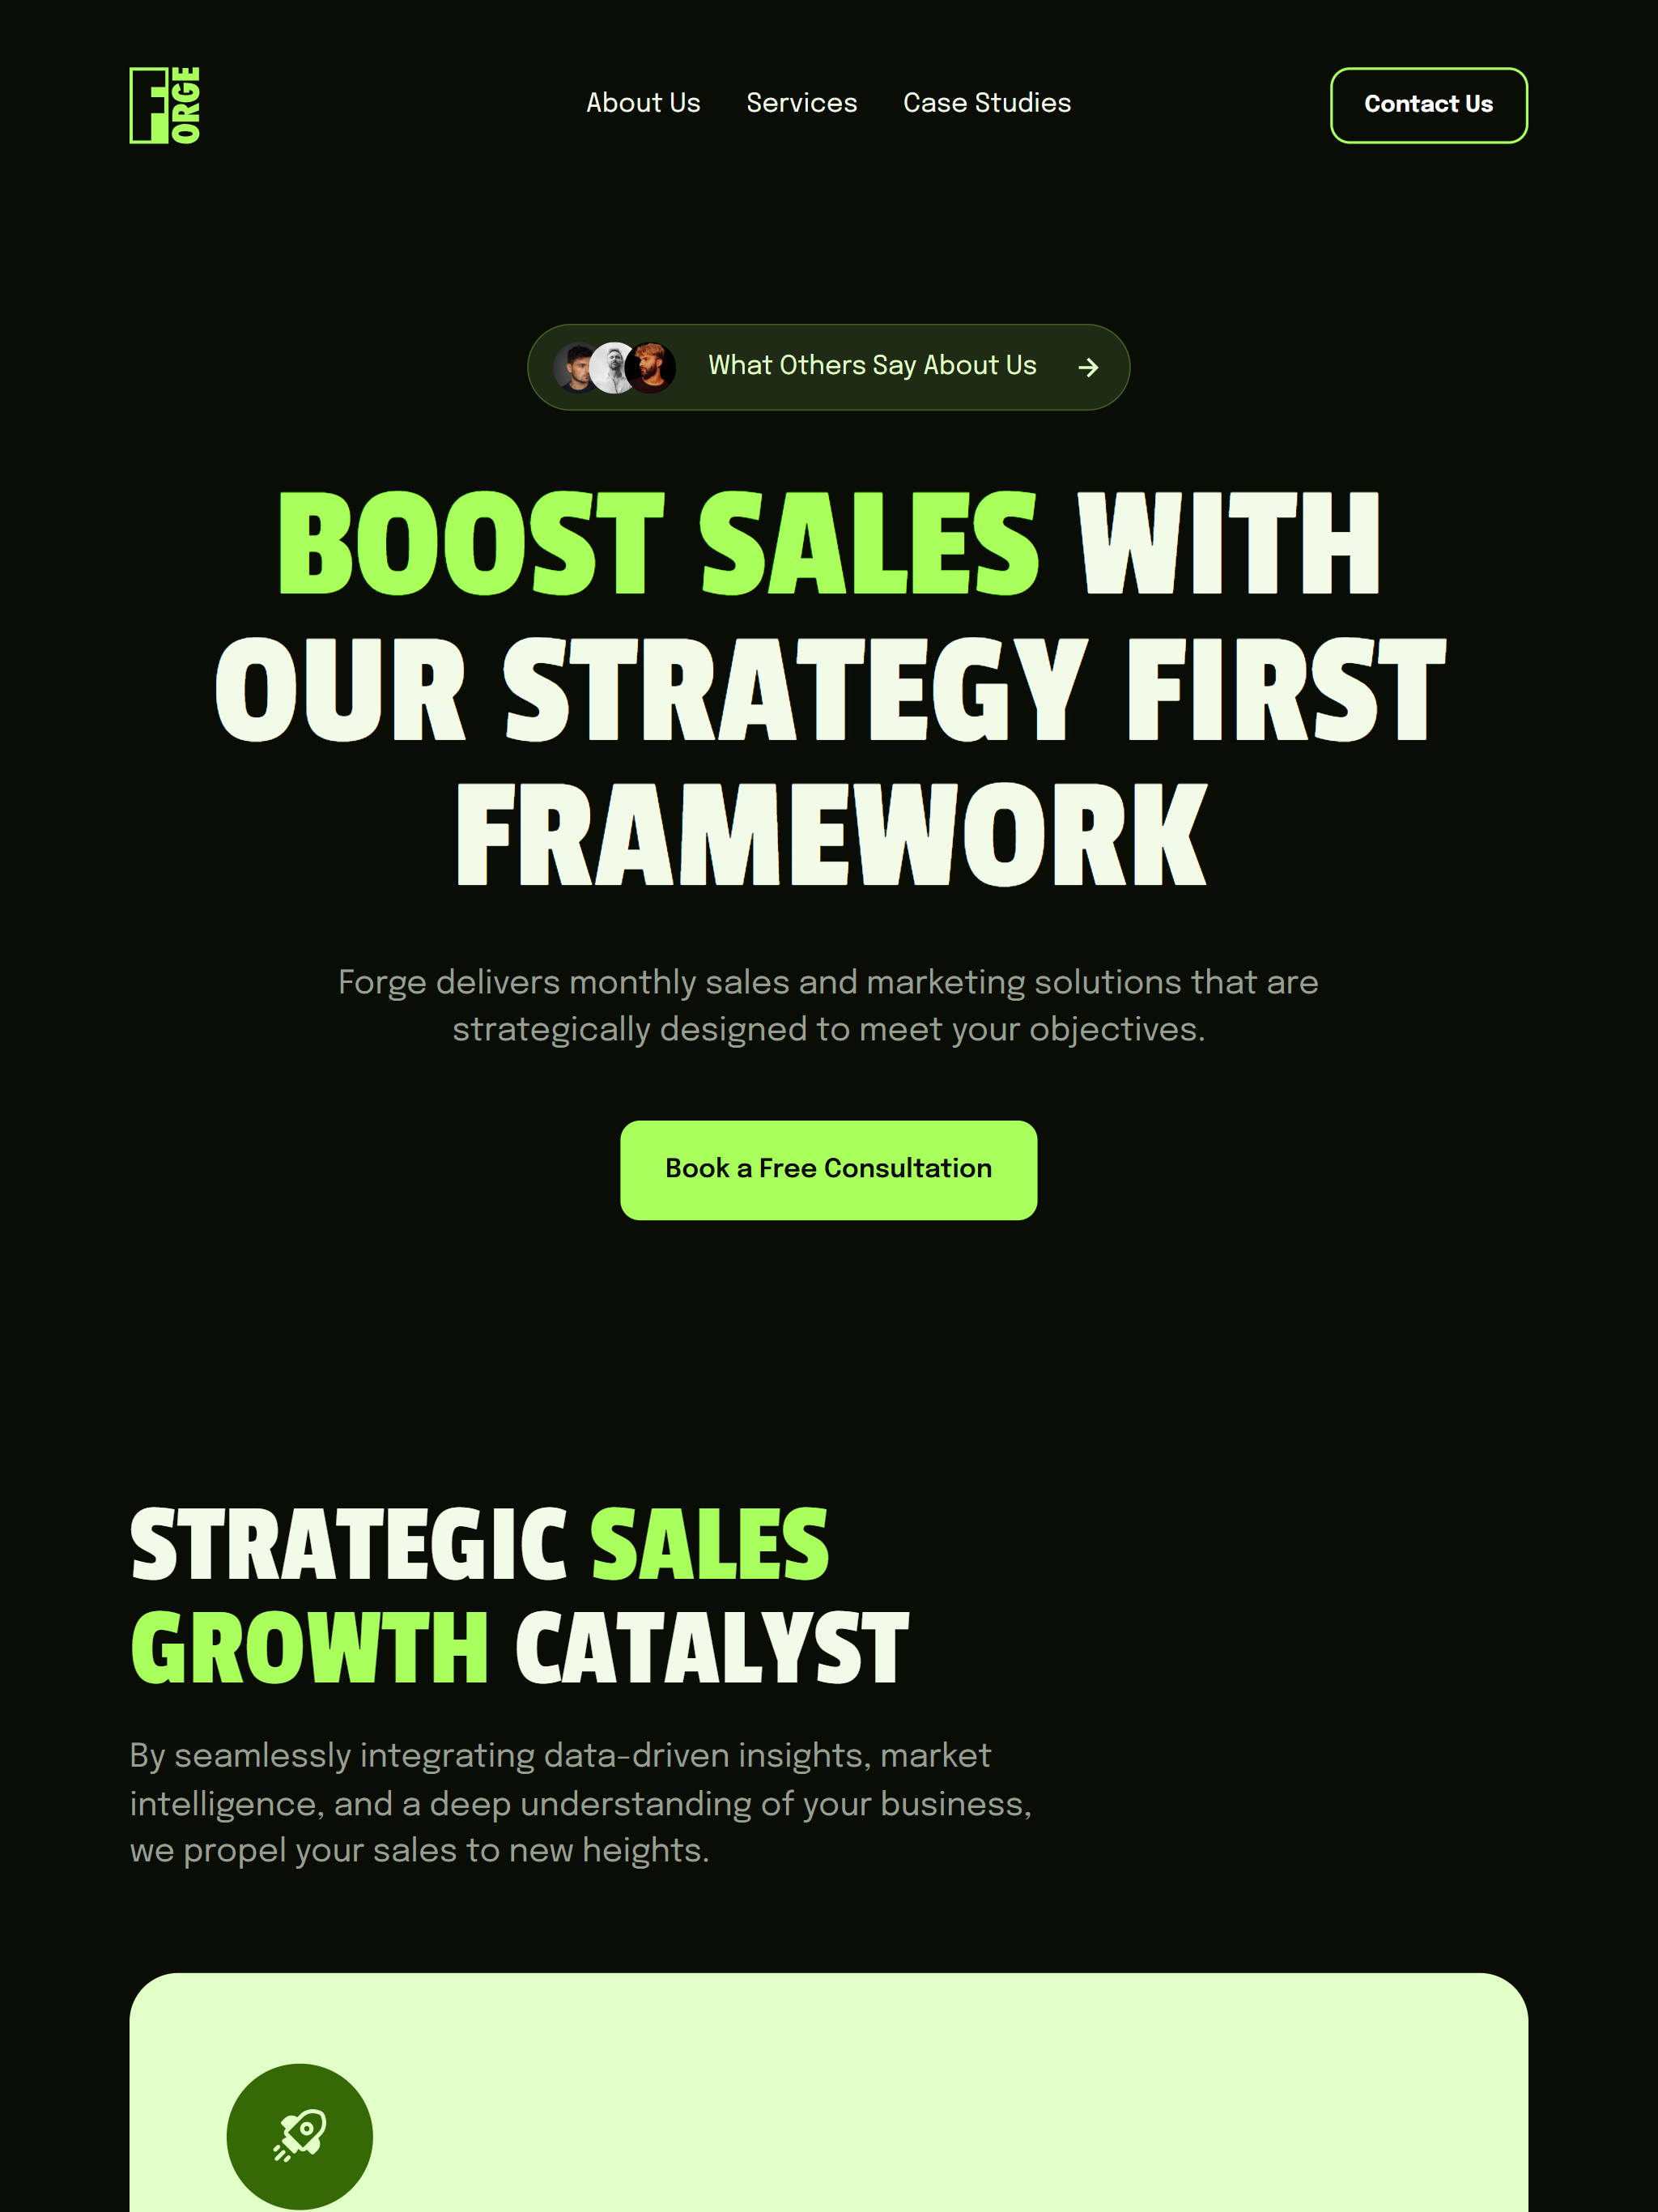 FORGE
About Us
Services
Case Studies
Contact Us
What Others Say About Us
BOOST SALES WITH
OUR STRATEGY FIRST
FRAMEWORK
Forge delivers monthly sales and marketing solutions that are
strategically designed to meet your objectives.
Book a Free Consultation
STRATEGIC SALES
GROWTH CATALYST
By seamlessly integrating data-driven insights, market
intelligence, and a deep understanding of your business,
we propel your sales to new heights.